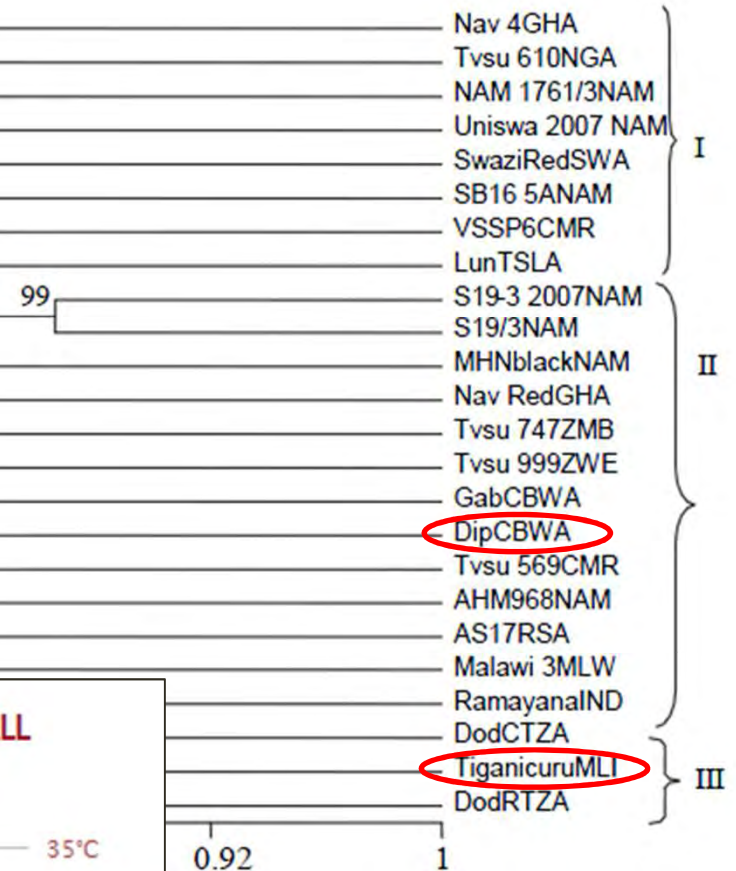 Nav 4GHA
Tvsu 610NGA
NAM 1761/3NAM
Uniswa 2007 NAM
SwaziRedSWA
SB16 5ANAM
VSSP6CMR
LunTSLA
I
99
S19-3 2007NAM
S19/3NAM
MHNblackNAM
II
Nav RedGHA
Tvsu 747ZMB
Tvsu 999ZWE
GabCBWA
DipCBWA
Tvsu 569CMR
AHM968NAM
AS17RSA
Malawi 3MLW
RamayanaIND
LL
DodCTZA
TiganicuruMLI
III
DodRTZA
35°C
0.92
1